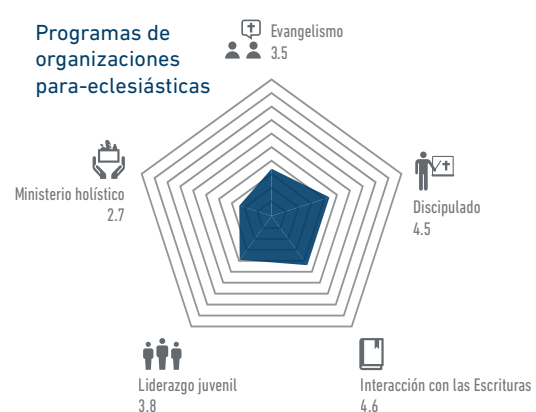 Programas de
organizaciones
para-eclesiásticas
Evangelismo
3.5
Discipulado
4.5
Interacción con las Escrituras
4.6
Liderazgo juvenil
3.8
Ministerio holístico
2.7